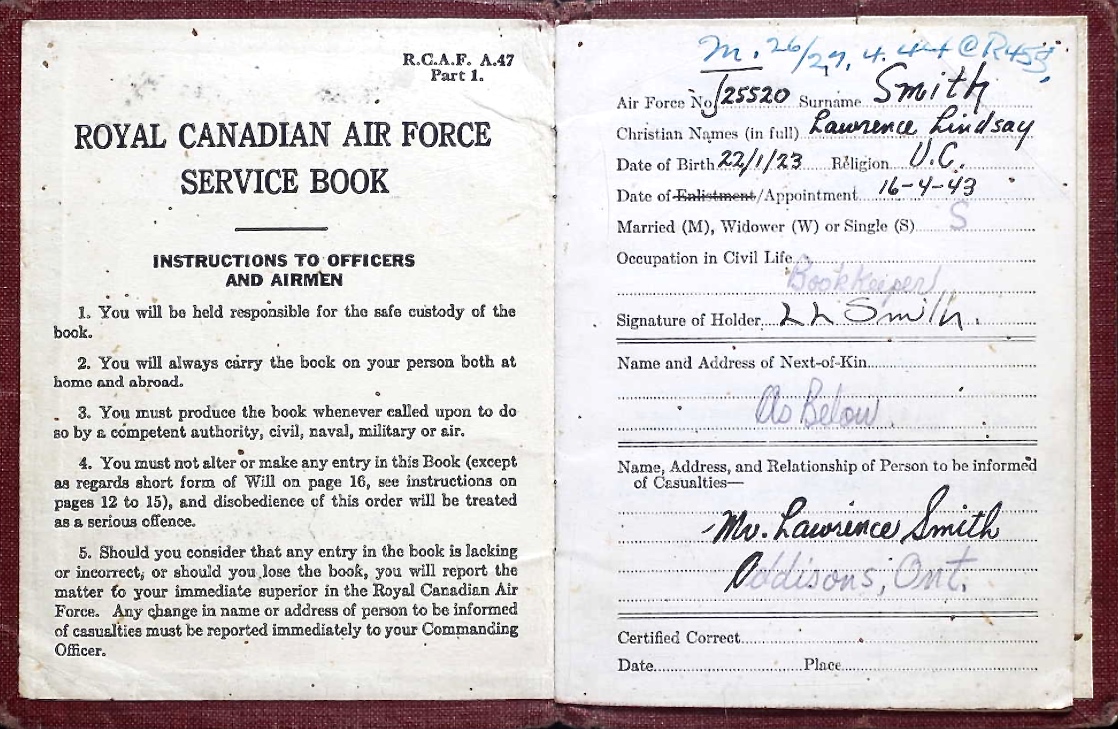 R.C.A.F. A.47
Part 1.
ROYAL CANADIAN AIR FORCE
SERVICE BOOK
INSTRUCTIONS TO OFFICERS
AND AIRMEN
1. You will be held responsible for the safe custody of the
book.
2. You will always carry the book on your person both at
home and abroad.
3. You must produce the book whenever called upon to do
so by a competent authority, civil, naval, military or air.
4. You must not alter or make any entry in this Book (except
as regards short form of Will on page 16, see instructions on
pages 12 to 15), and disobedience of this order will be treated
as a serious offence.
5. Should you consider that any entry in the book is lacking
or incorrect, or should you lose the book, you will report the
matter to your immediate superior in the Royal Canadian Air
Force. Any change in name or address of person to be informed
of casualties must be reported immediately to your Commanding
Officer.
M. 26/29.4.44 @ R453.
Air Force No. J25520 Surname Smith
Christian Names (in full) Lawrence Lindsay
Date of Birth 22/1/23 Religion U.C.
Date of Enlistment/Appointment 16-4-43
Married (M), Widower (W) or Single (S) S
Occupation in Civil Life
Bookkeeper
Signature of Holder LL Smith.
Name and Address of Next-of-Kin
As Below
Name, Address, and Relationship of Person to be informed
of Casualties—
Mr. Lawrence Smith
Addisons, Ont.
Certified Correct
Date Place